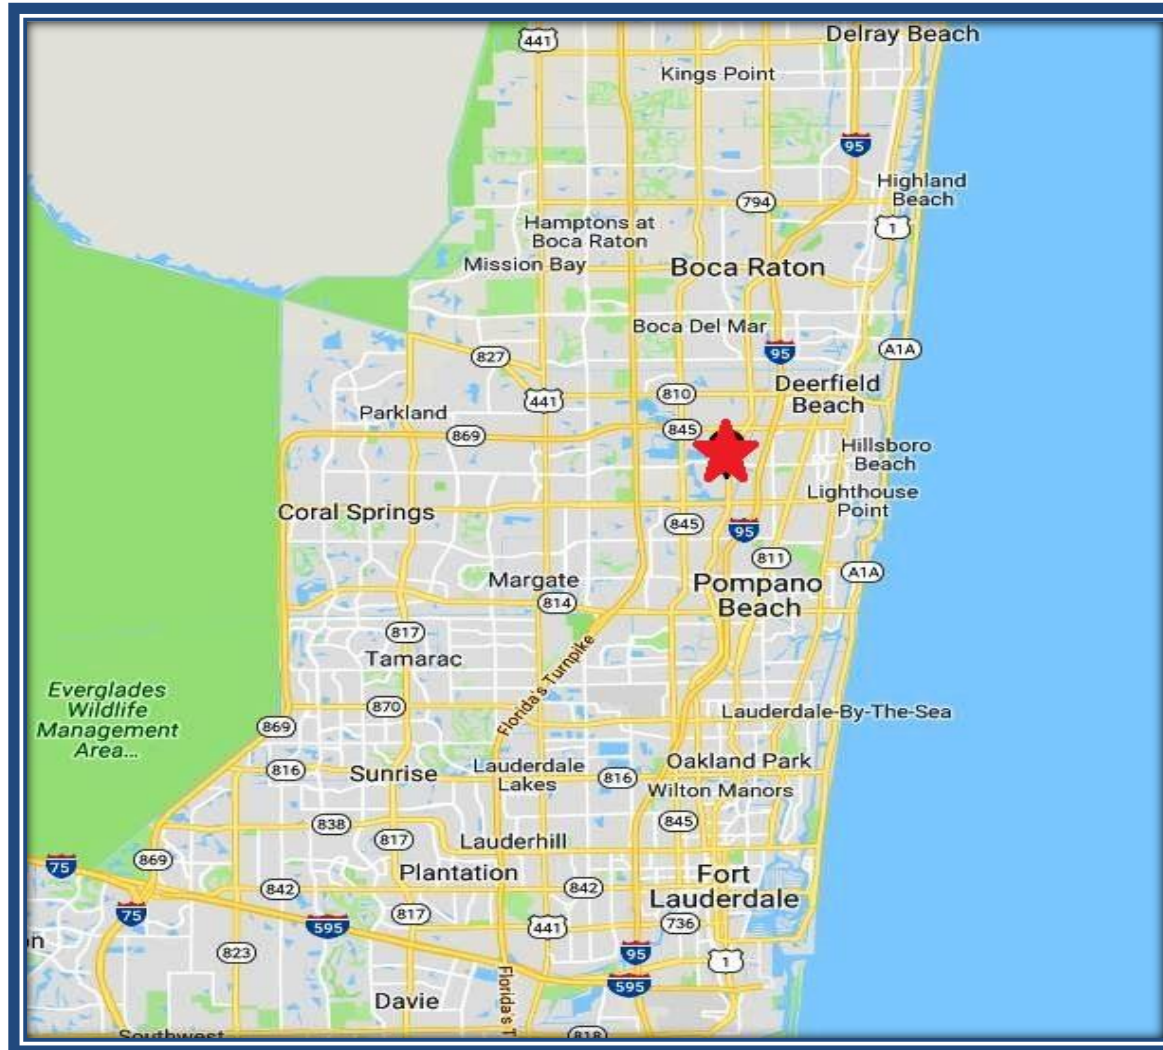 441
Delray Beach
Kings Point
95
Highland
Beach
794
Hamptons at
Boca Raton
1
Mission Bay
Boca Raton
Boca Del Mar
827
95
A1A
441
810
Deerfield
Beach
Parkland
869
845
Hillsboro
Beach
Lighthouse
Point
Coral Springs
845
95
811
A1A
Margate
Pompano
Beach
814
817
Tamarac
Florida's Turnpike
Everglades
Wildlife
Management
Area...
870
869
Lauderdale-By-The-Sea
816
Sunrise
Lauderdale
Lakes
816
Oakland Park
Wilton Manors
838
817
845
Lauderhill
75
869
Plantation
842
842
Fort
Lauderdale
75
817
595
441
736
on
823
95
1
595
Florida's T
Davie
Southwest
818